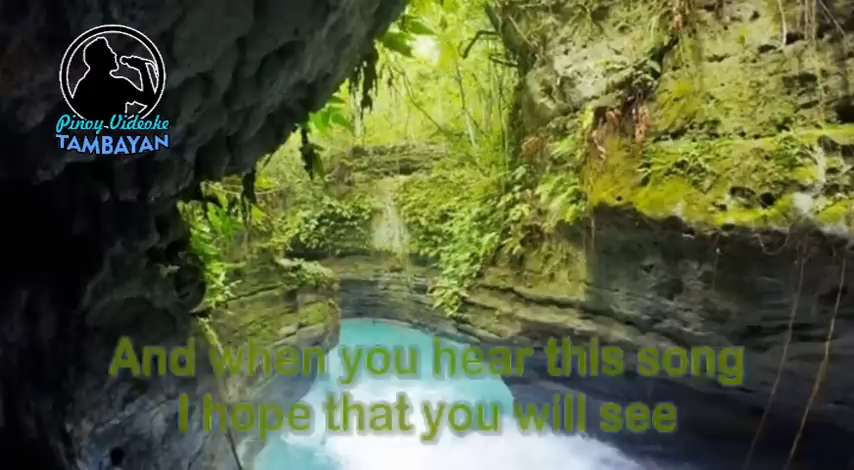 Pinoy Videoke
TAMBAYAN
And when you hear this song
I hope that you will see